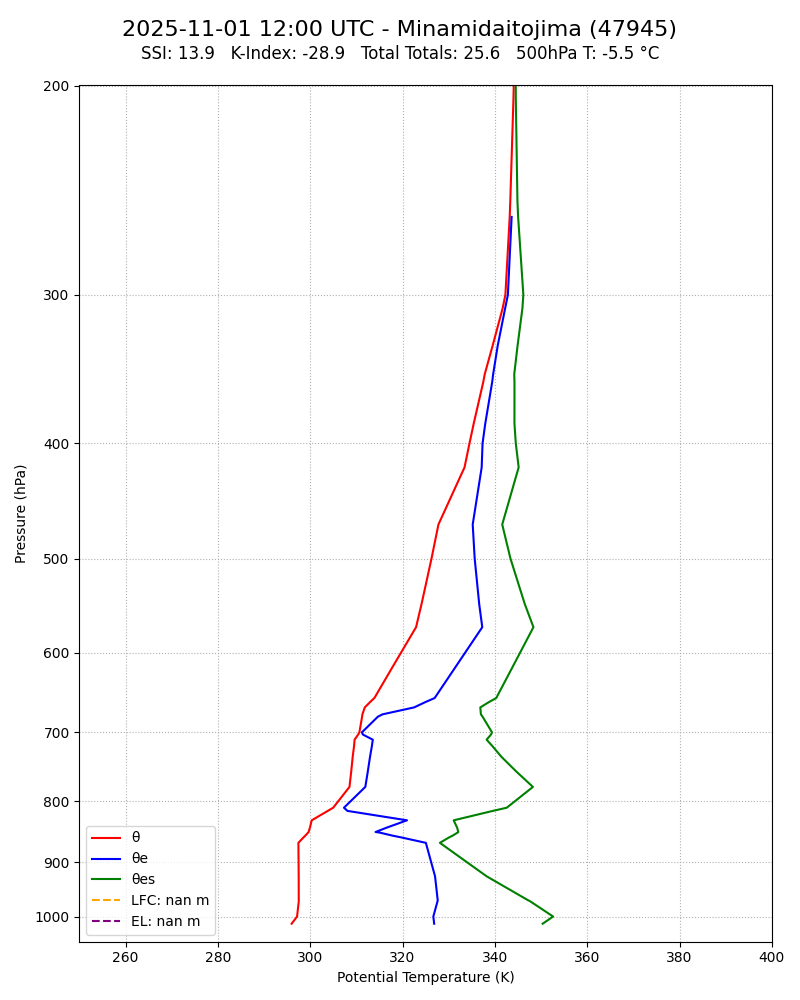 2025-11-01 12:00 UTC - Minamidaitojima (47945)
SSI: 13.9   K-Index: -28.9   Total Totals: 25.6   500hPa T: -5.5 °C
200
300
400
500
600
700
800
900
1000
Pressure (hPa)
θ
θe
θes
LFC: nan m
EL: nan m
260 280 300 320 340 360 380 400
Potential Temperature (K)